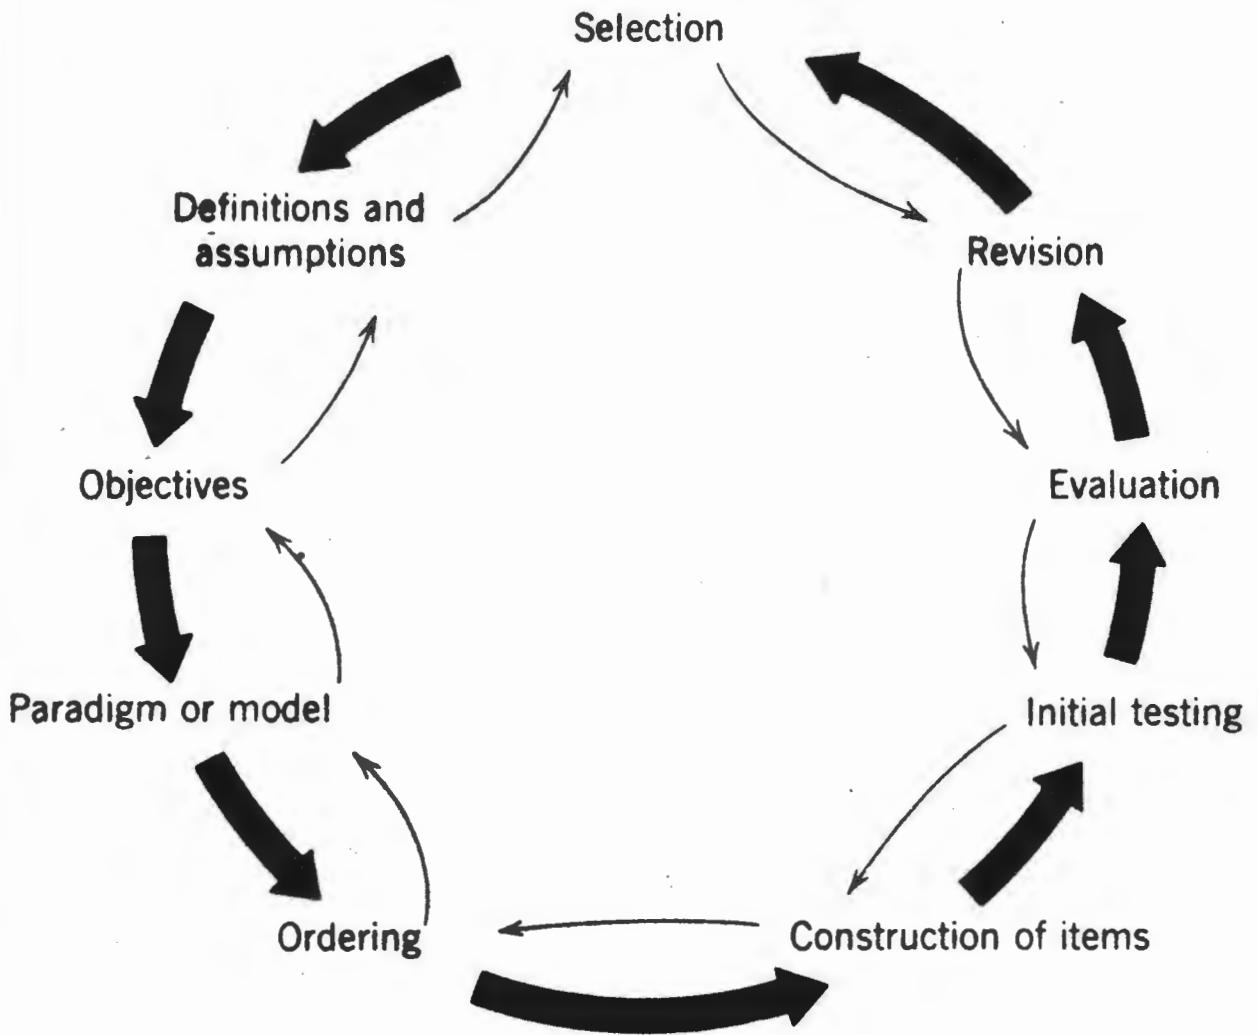 Selection
Definitions and
assumptions
Revision
Objectives
Evaluation
Paradigm or model
Initial testing
Ordering
Construction of items